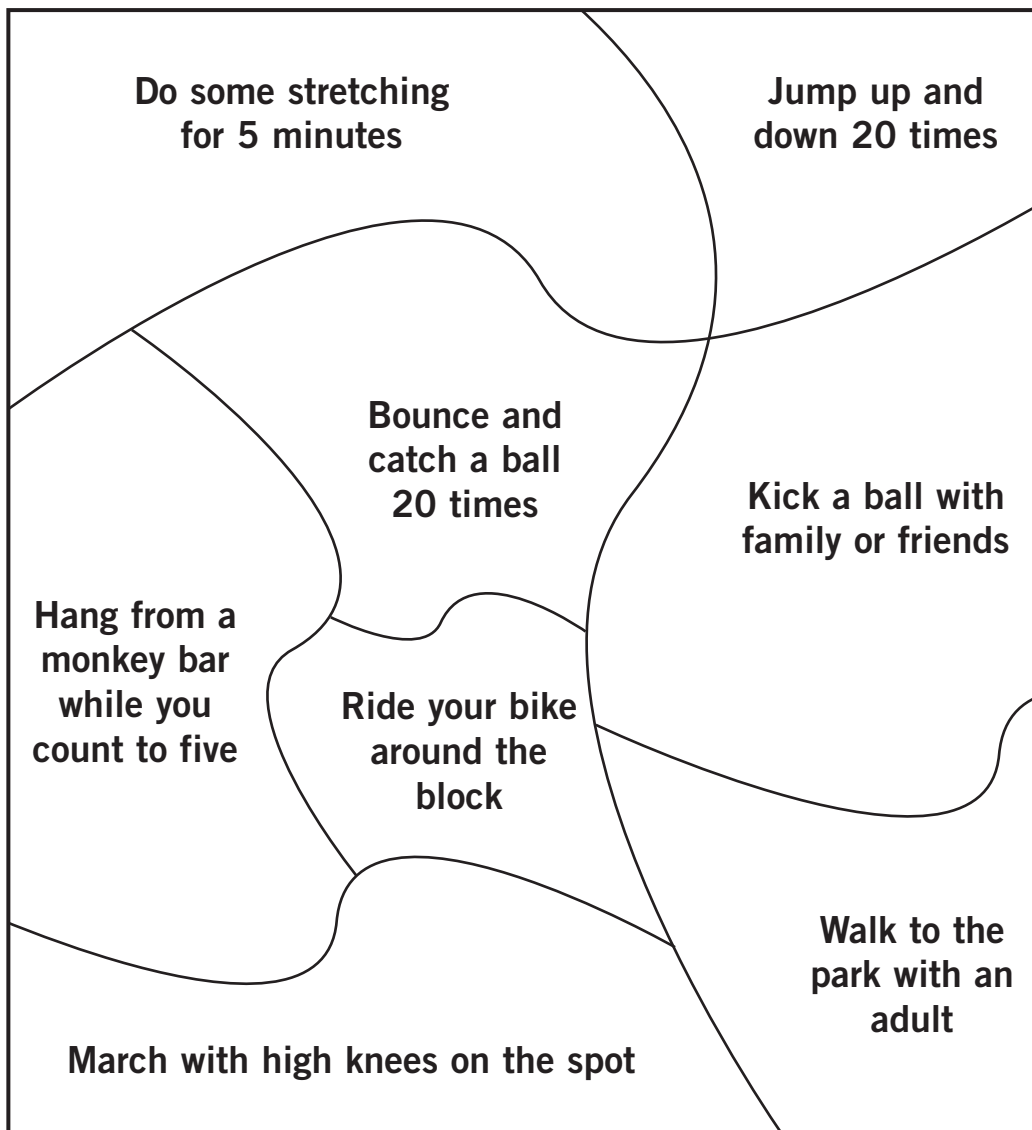 Do some stretching
for 5 minutes
Jump up and
down 20 times
Bounce and
catch a ball
20 times
Kick a ball with
family or friends
Hang from a
monkey bar
while you
count to five
Ride your bike
around the
block
Walk to the
park with an
adult
March with high knees on the spot